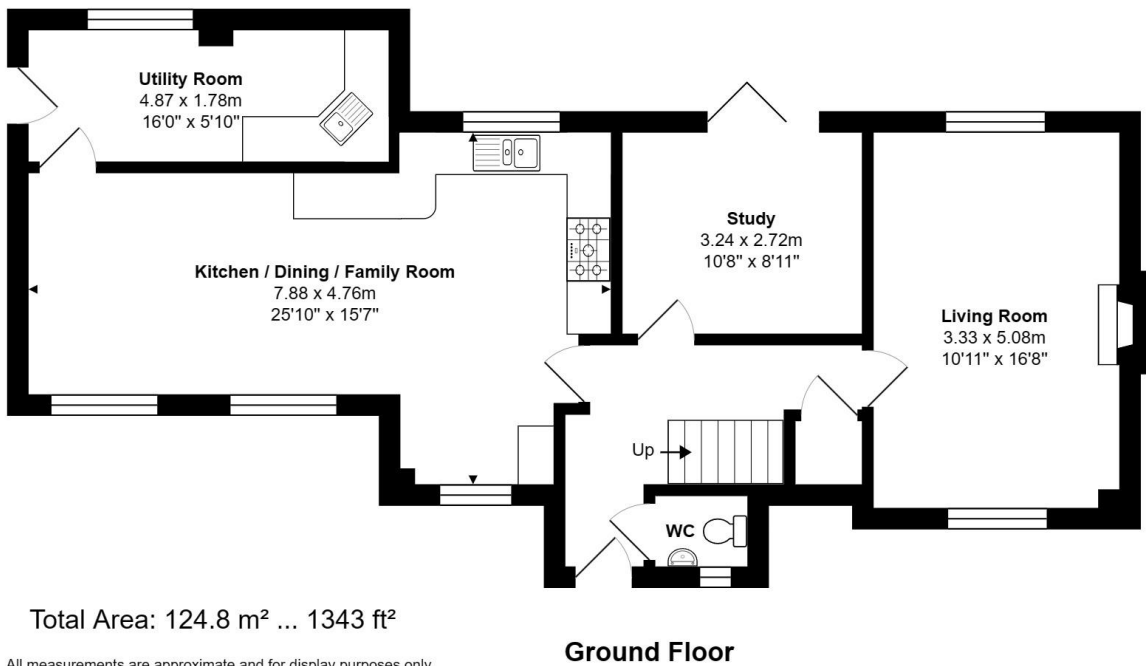 Utility Room
4.87 x 1.78m
16'0" x 5'10"
Study
3.24 x 2.72m
10'8" x 8'11"
Kitchen / Dining / Family Room
7.88 x 4.76m
25'10" x 15'7"
Living Room
3.33 x 5.08m
10'11" x 16'8"
Up
WC
Total Area: 124.8 m² ... 1343 ft²
Ground Floor
All measurements are approximate and for display purposes only